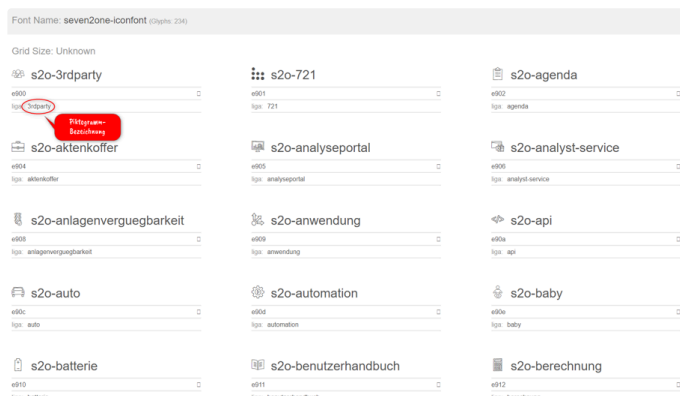 Font Name: seven2one-iconfont (Glyphs: 234)
Grid Size: Unknown
s2o-3rdparty
e900
liga: 3rdparty
Piktogramm-
Bezeichnung
s2o-721
e901
liga: 721
s2o-agenda
e902
liga: agenda
s2o-aktenkoffer
e904
liga: aktenkoffer
s2o-analyseportal
e905
liga: analyseportal
s2o-analyst-service
e906
liga: analyst-service
s2o-anlagenverguegbarkeit
e908
liga: anlagenverguegbarkeit
s2o-anwendung
e909
liga: anwendung
s2o-api
e90a
liga: api
s2o-auto
e90c
liga: auto
s2o-automation
e90d
liga: automation
s2o-baby
e90e
liga: baby
s2o-batterie
e910
s2o-benutzerhandbuch
e911
s2o-berechnung
e912